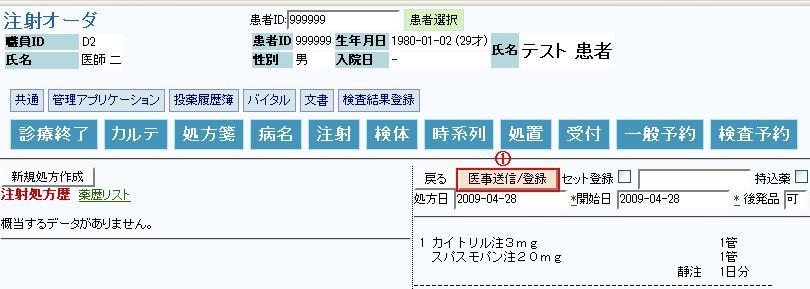 注射オーダ
患者ID: 999999 患者選択
職員ID D2
氏名 医師 二
患者ID 999999 生年月日 1980-01-02 (29才)
性別 男 入院日 -
氏名 テスト 患者
共通 管理アプリケーション 投薬履歴簿 バイタル 文書 検査結果登録
診療終了 カルテ 処方箋 病名 注射 検体 時系列 処置 受付 一般予約 検査予約
新規処方作成
注射処方歴 薬歴リスト
概当するデータがありません。
①
戻る 医事送信/登録 セット登録 持込薬
処方日 2009-04-28 *開始日 2009-04-28 * 後発品 可
1 カイトリル注3mg 1管
スパスモバン注20mg 1管
静注 1日分